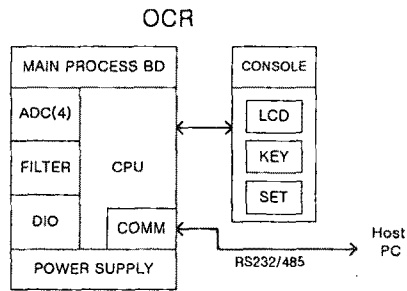 OCR
MAIN PROCESS BD
CONSOLE
ADC(4)
LCD
FILTER
CPU
KEY
DIO
SET
COMM
Host
PC
RS232/485
POWER SUPPLY